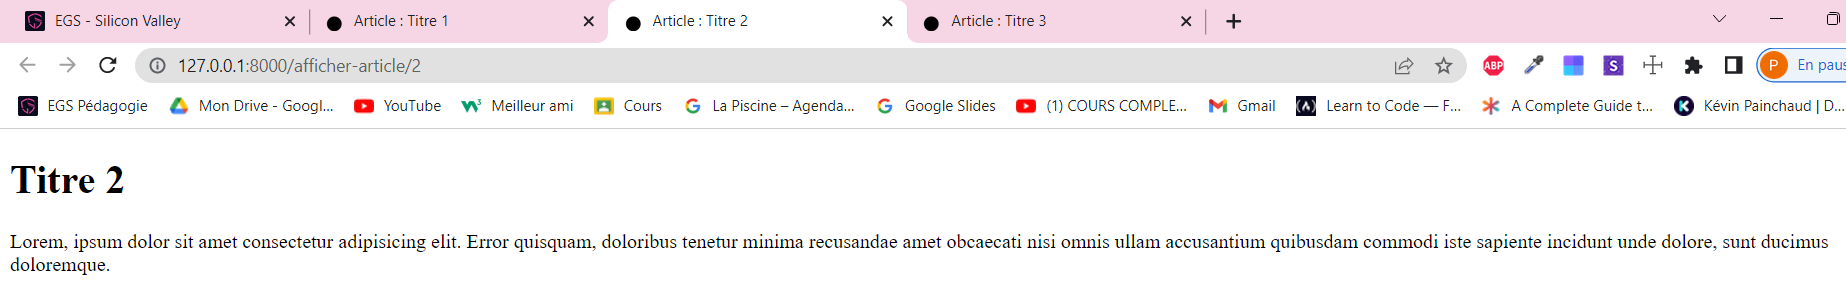 EGS - Silicon Valley Article : Titre 1 Article : Titre 2 Article : Titre 3
127.0.0.1:8000/afficher-article/2 ABP S P En paus
EGS Pédagogie Mon Drive - Googl... YouTube Meilleur ami Cours La Piscine – Agenda... Google Slides (1) COURS COMPLE... Gmail Learn to Code — F... A Complete Guide t... Kévin Painchaud | D...
Titre 2
Lorem, ipsum dolor sit amet consectetur adipisicing elit. Error quisquam, doloribus tenetur minima recusandae amet obcaecati nisi omnis ullam accusantium quibusdam commodi iste sapiente incidunt unde dolore, sunt ducimus
doloremque.